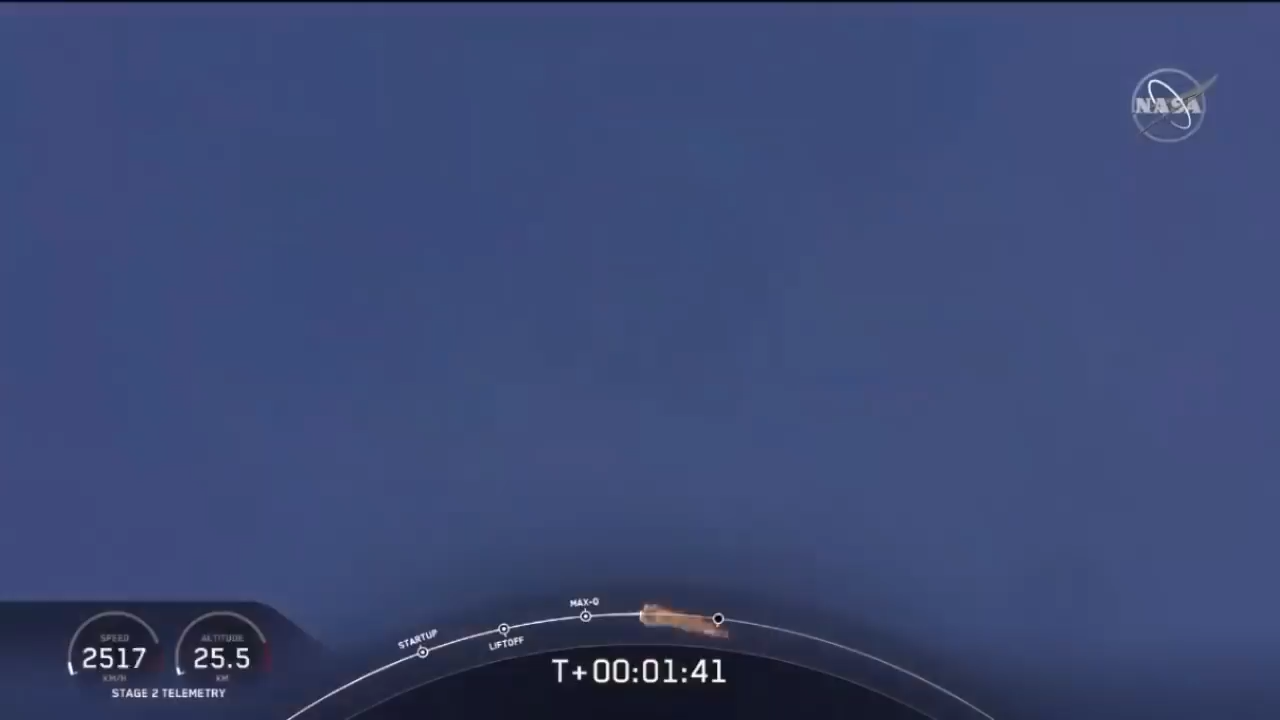 NASA
MAX-Q
STARTUP
LIFTOFF
SPEED
2517
KM/H
ALTITUDE
25.5
KM
STAGE 2 TELEMETRY
T+00:01:41